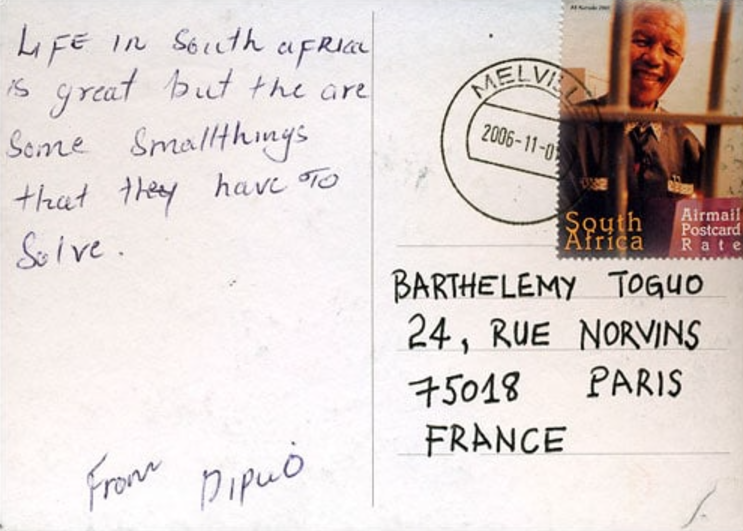 LIFE in South AFRICA
is great but the are
Some Smallthings
that they have TO
Solve.
From Dipuo
MELVILL
2006-11-0
South
Africa
Airmail
Postcard
Rate
BARTHELEMY TOGUO
24, RUE NORVINS
75018 PARIS
FRANCE